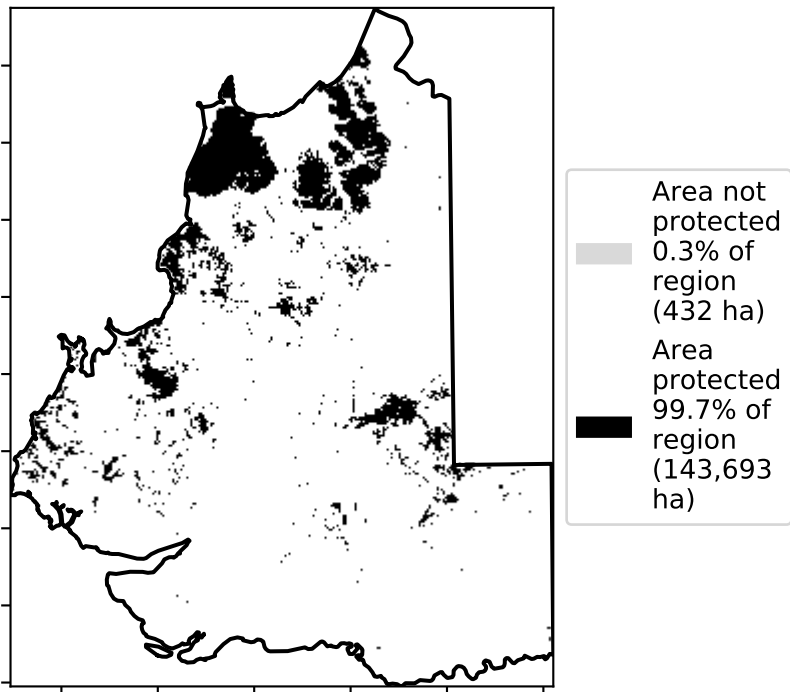 Area not
protected
0.3% of
region
(432 ha)
Area
protected
99.7% of
region
(143,693
ha)